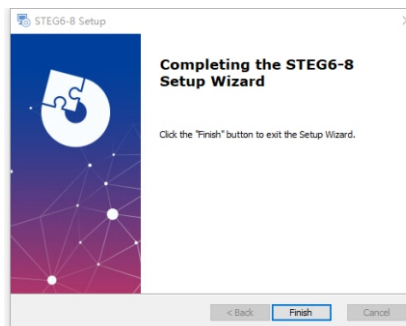 STEG6-8 Setup
Completing the STEG6-8
Setup Wizard
Click the "Finish" button to exit the Setup Wizard.
< Back
Finish
Cancel